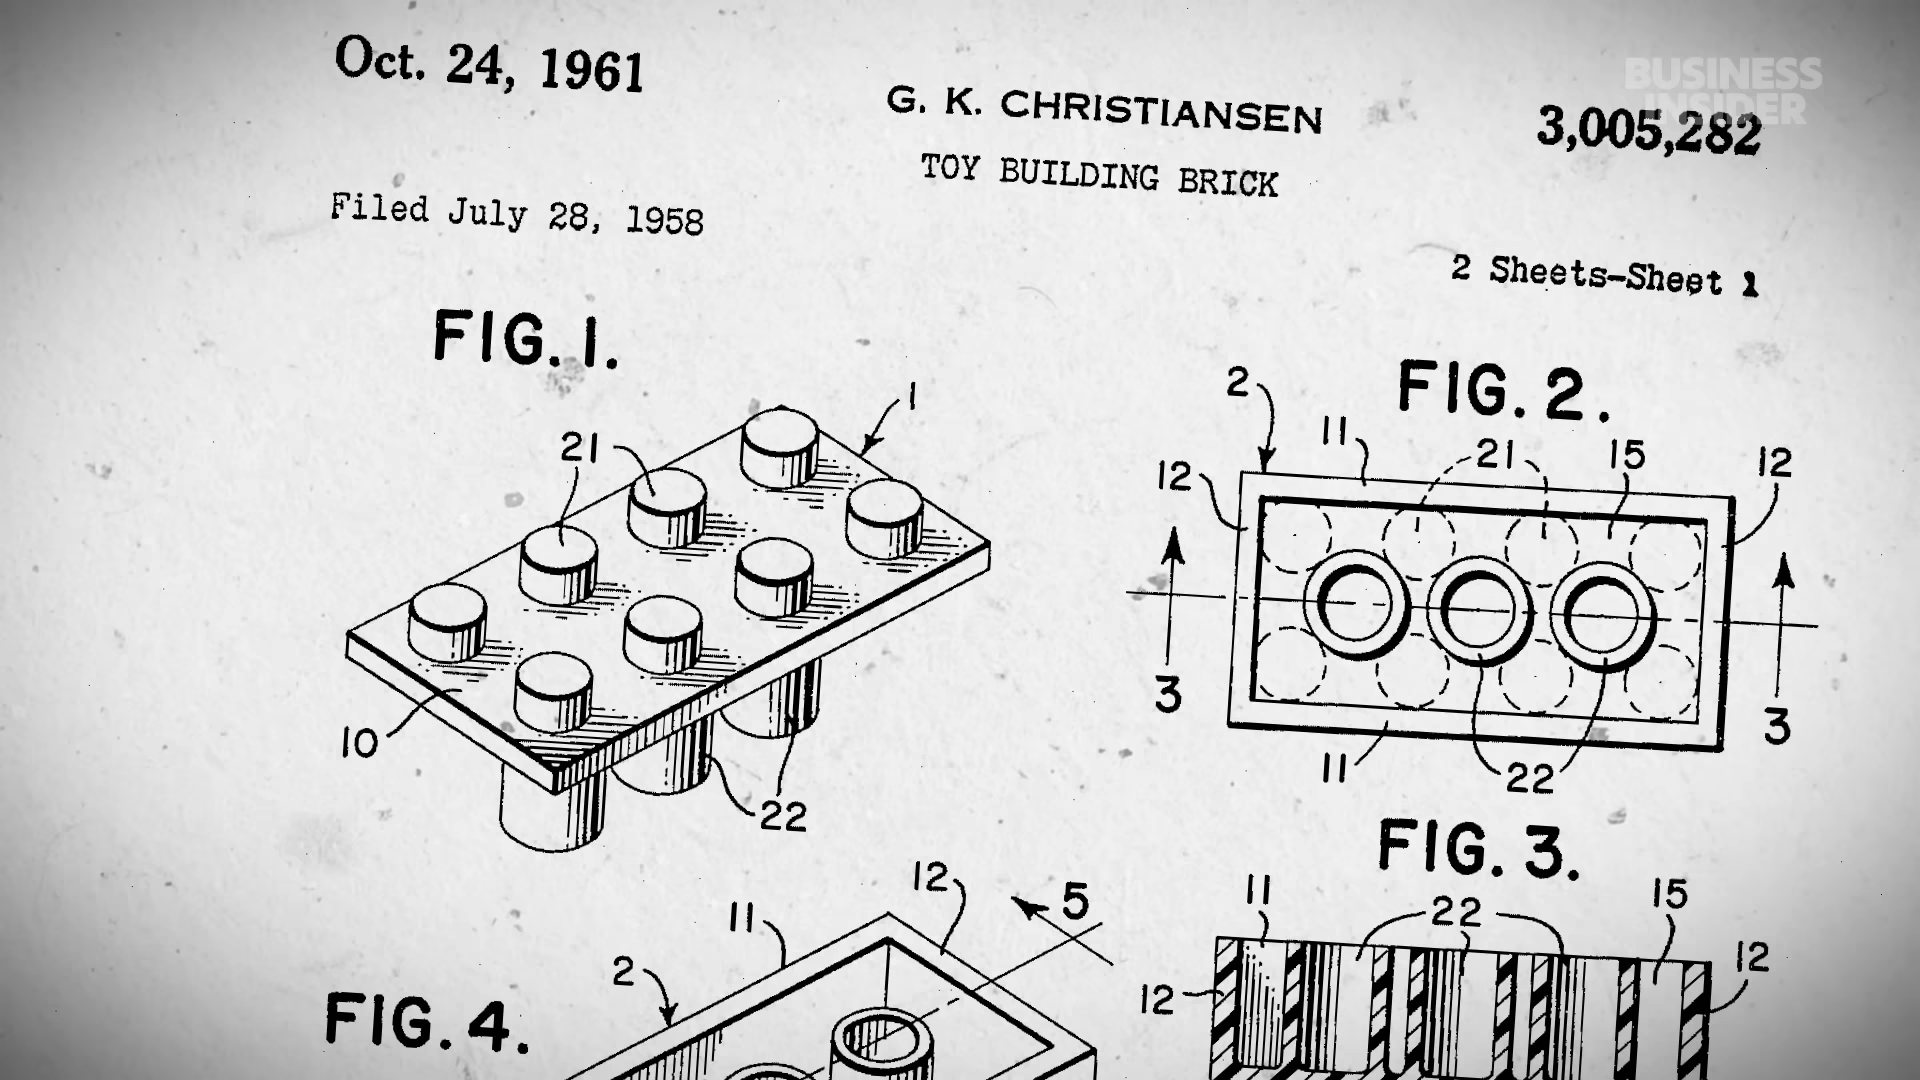 BUSINESS
INSIDER
Oct. 24, 1961
G. K. CHRISTIANSEN
3,005,282
TOY BUILDING BRICK
Filed July 28, 1958
2 Sheets-Sheet 1
FIG. 1.
1
21
10
22
FIG. 2.
2
11
21
15
12
12
3
3
11
22
FIG. 3.
11
22
15
12
12
FIG. 4.
2
11
12
5